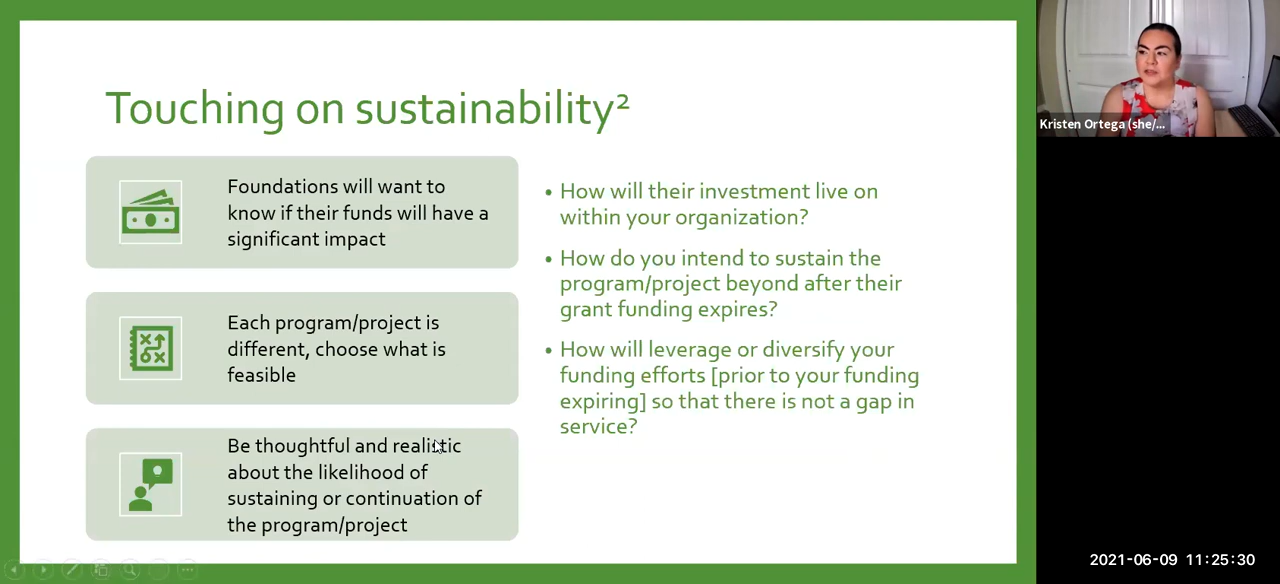 Touching on sustainability²
Foundations will want to
know if their funds will have a
significant impact
Each program/project is
different, choose what is
feasible
Be thoughtful and realistic
about the likelihood of
sustaining or continuation of
the program/project
• How will their investment live on
within your organization?
• How do you intend to sustain the
program/project beyond after their
grant funding expires?
• How will leverage or diversify your
funding efforts [prior to your funding
expiring] so that there is not a gap in
service?
Kristen Ortega (she/...
2021-06-09 11:25:30